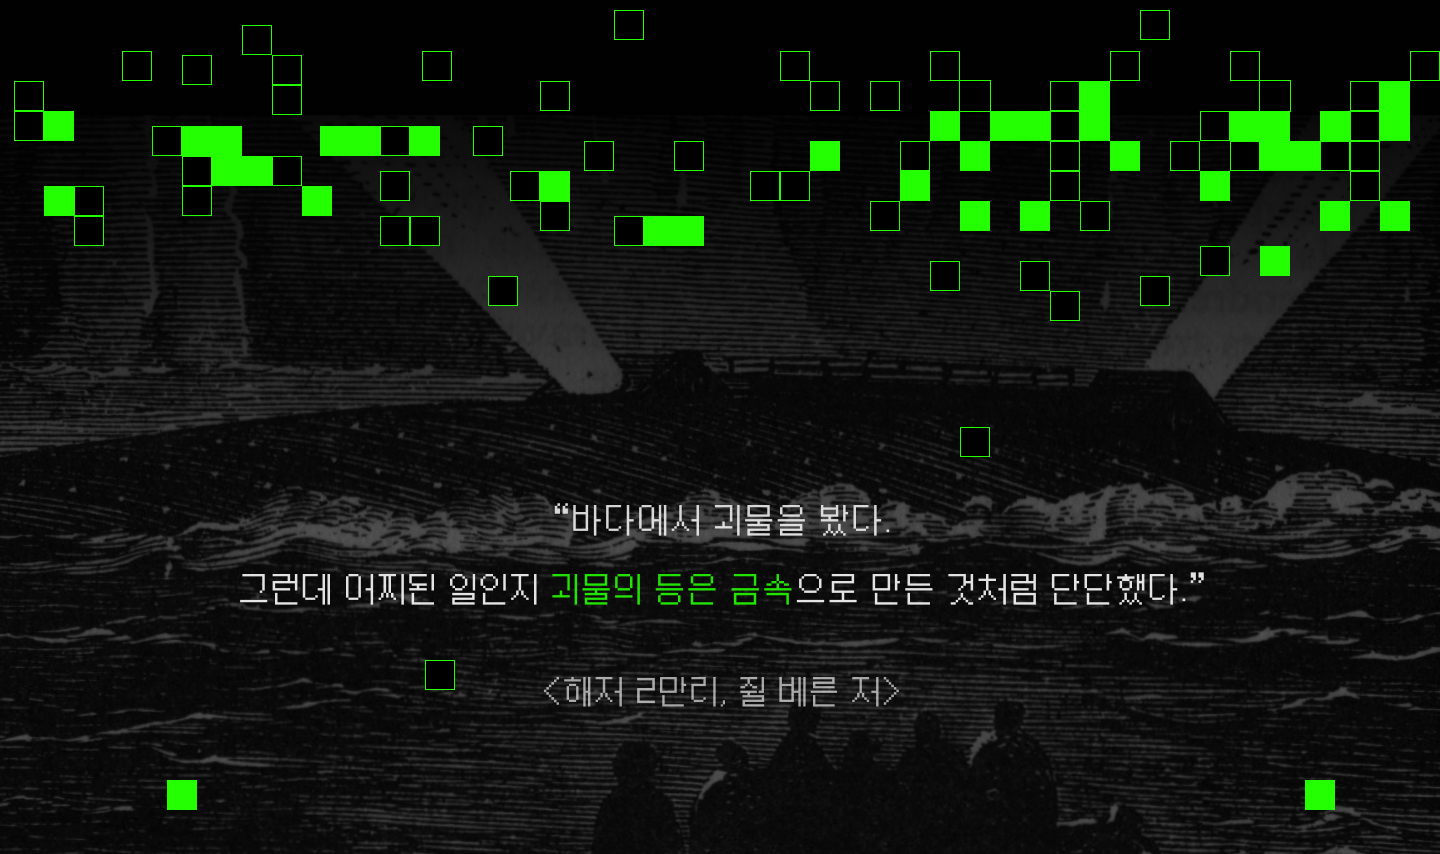 “바다에서 괴물을 봤다.
그런데 어찌된 일인지 괴물의 등은 금속으로 만든 것처럼 단단했다.”
<해저 2만리, 쥘 베른 저>